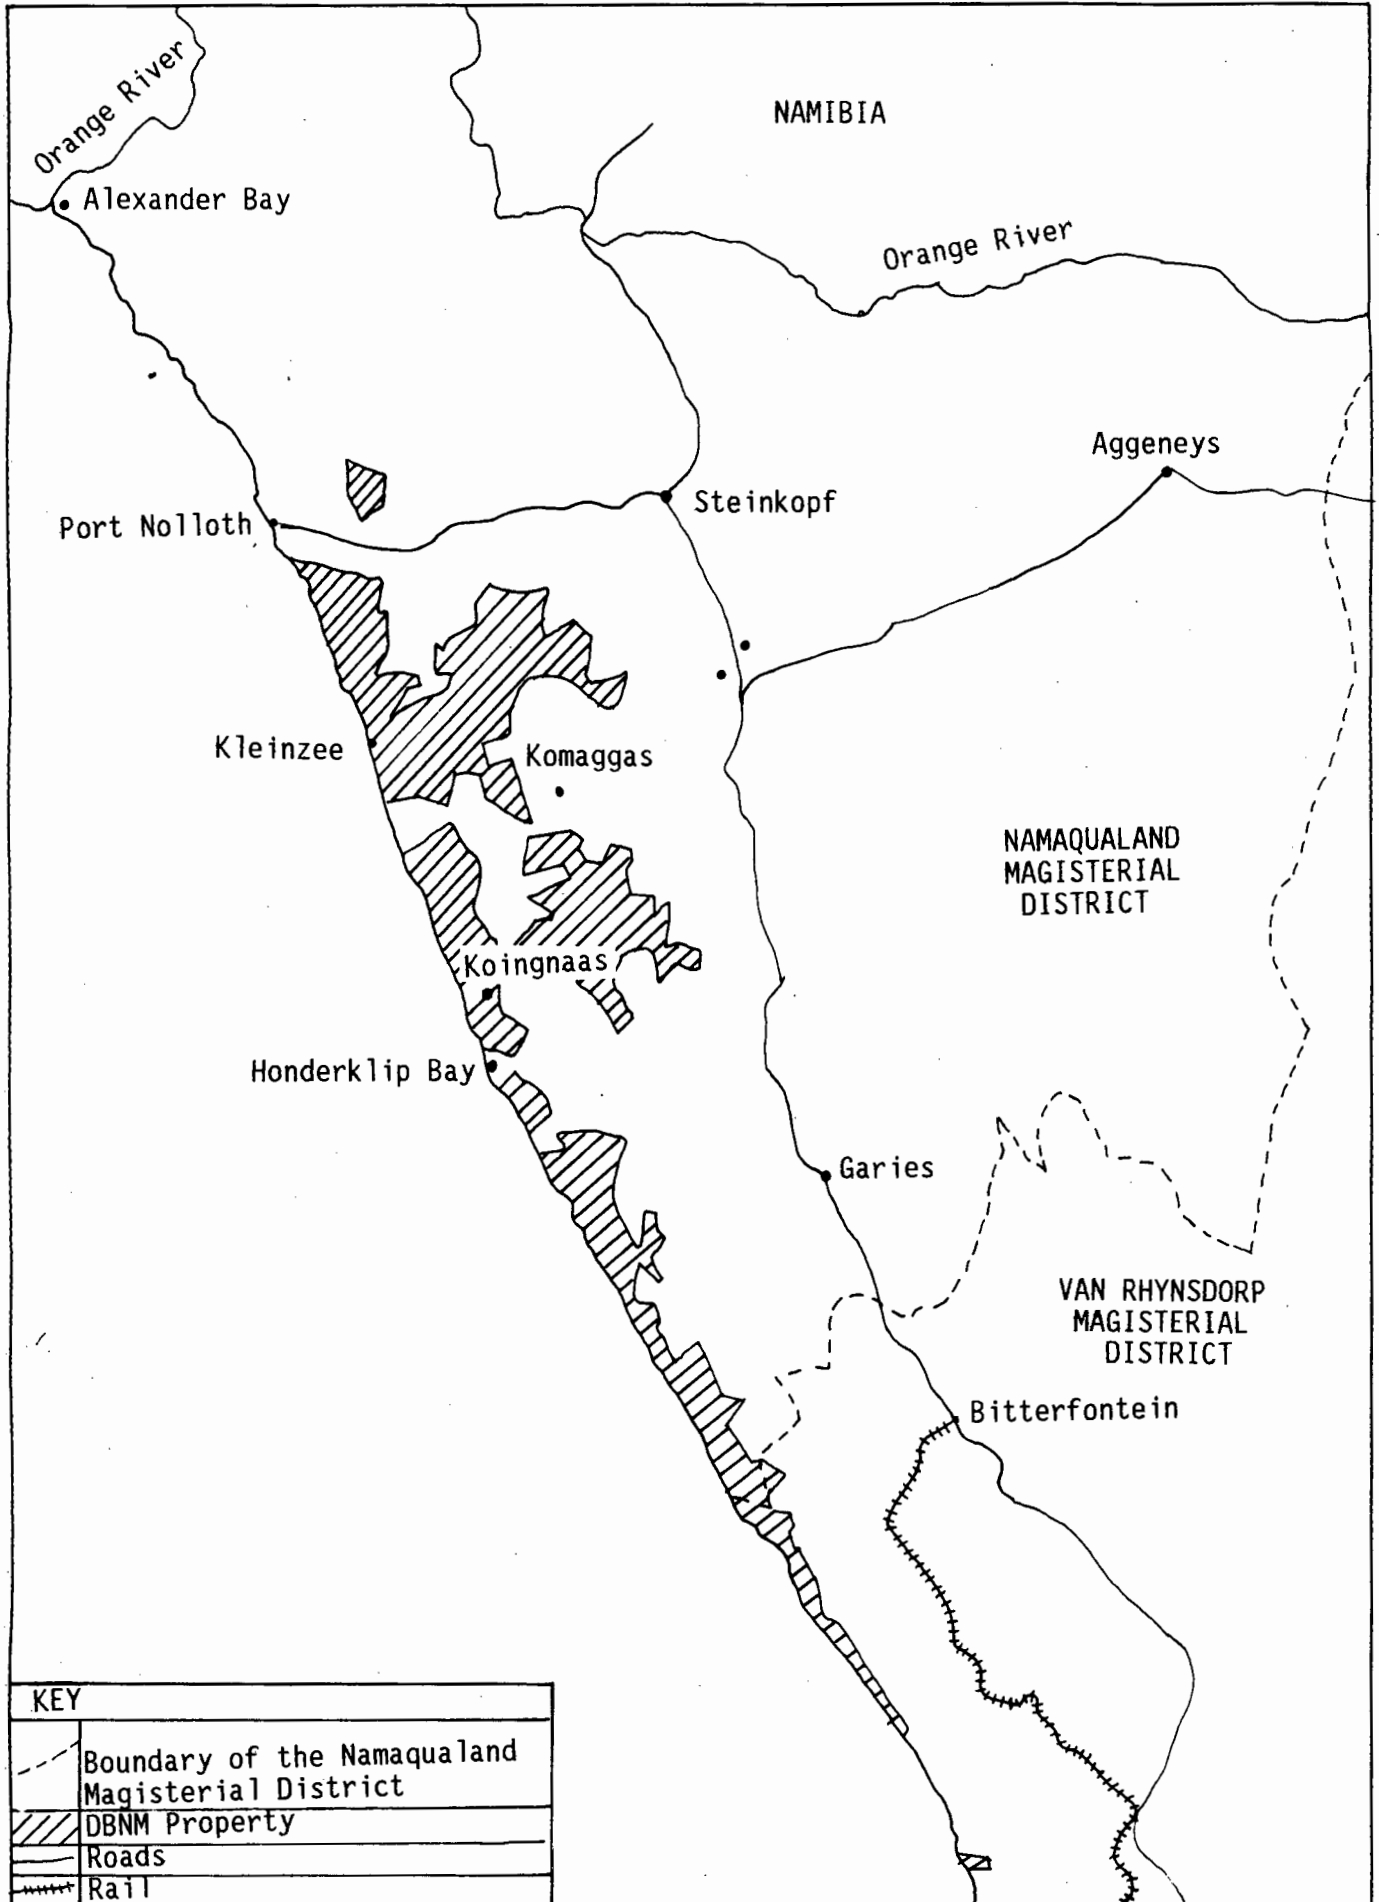 Orange River
NAMIBIA
Alexander Bay
Orange River
Aggeneys
Port Nolloth
Steinkopf
Kleinzee
Komaggas
NAMAQUALAND
MAGISTERIAL
DISTRICT
Koingnaas
Honderklip Bay
Garies
VAN RHYNSDORP
MAGISTERIAL
DISTRICT
Bitterfontein
KEY
Boundary of the Namaqualand
Magisterial District
DBNM Property
Roads
Rail